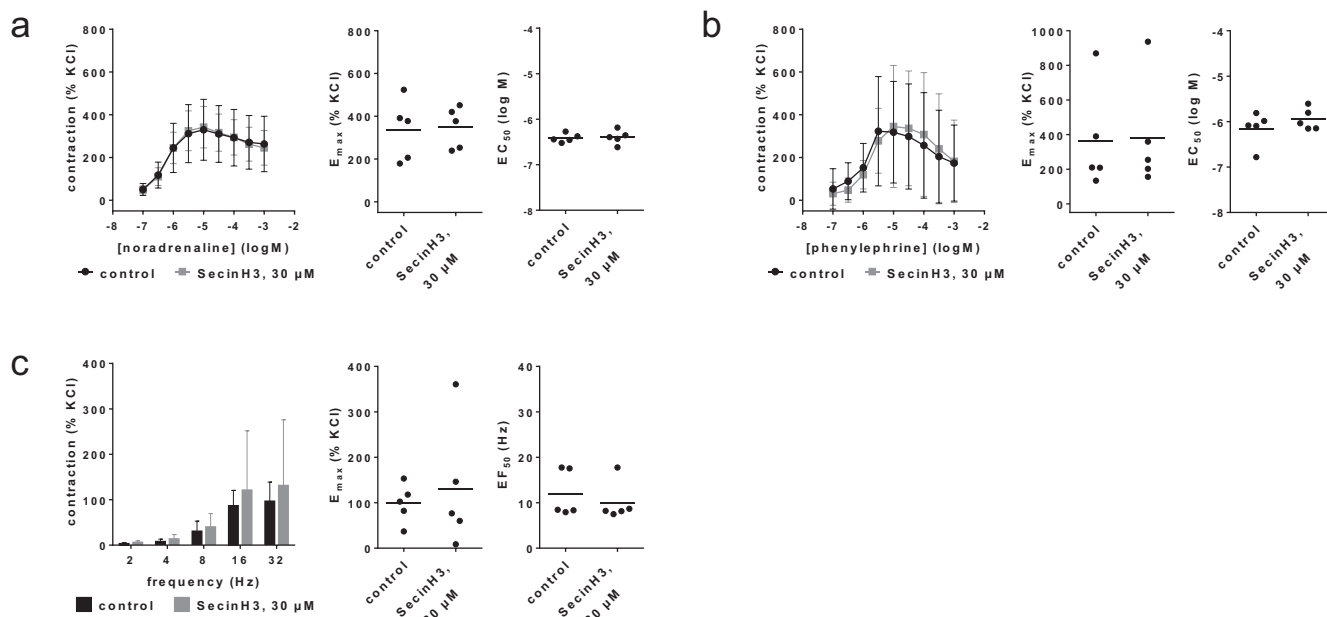 a
contraction (% KCl)
800
600
400
200
0
-8 -7 -6 -5 -4 -3 -2
[noradrenaline] (logM)
control SecinH3, 30 µM
Emax (% KCl)
800
600
400
200
0
control
SecinH3,
30 µM
EC50 (log M)
-4
-5
-6
-7
-8
control
SecinH3,
30 µM
b
contraction (% KCl)
800
600
400
200
0
-8 -7 -6 -5 -4 -3 -2
[phenylephrine] (logM)
control SecinH3, 30 µM
Emax (% KCl)
1000
800
600
400
200
0
control
SecinH3,
30 µM
EC50 (log M)
-4
-5
-6
-7
-8
control
SecinH3,
30 µM
c
contraction (% KCl)
400
300
200
100
0
2 4 8 16 32
frequency (Hz)
control SecinH3, 30 µM
Emax (% KCl)
400
300
200
100
0
control
SecinH3,
µM
EF50 (Hz)
40
30
20
10
0
control
SecinH3,
µM